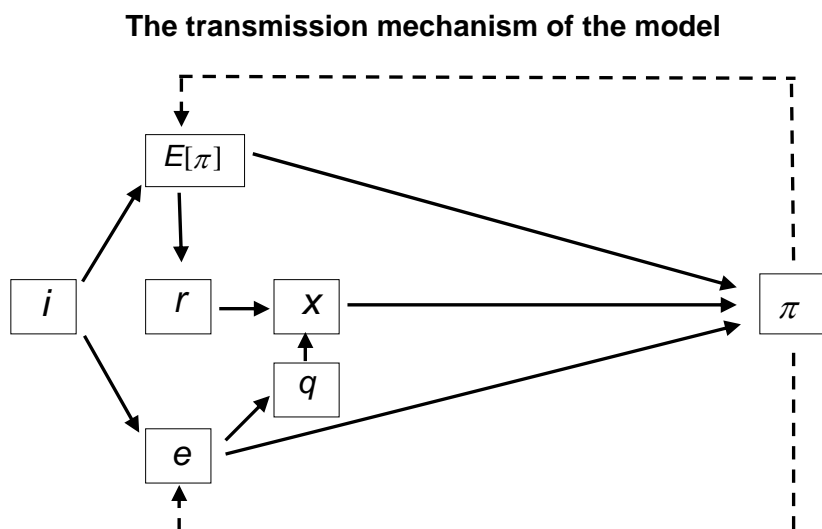 The transmission mechanism of the model
E[π]
i
r
x
π
q
e